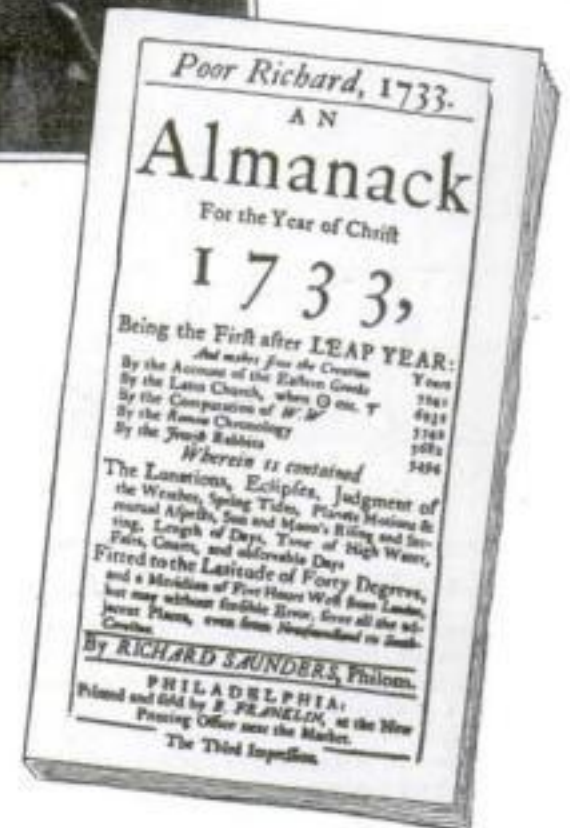 Poor Richard, 1733.
AN
Almanack
For the Year of Chriſt
1733,
Being the Firſt after LEAP YEAR:
And makes ſince the Creation Years
By the Account of the Eaſtern Greeks 7241
By the Latin Church, when ☉ ent. ♈
By the Computation of W.W 5742
By the Roman Chronology 5682
By the Jewiſh Rabbies 5494
Wherein is contained
The Lunations, Eclipſes, Judgment of
the Weather, Spring Tides, Planets Motions &
mutual Aſpects, Sun and Moon's Riſing and Set-
ting, Length of Days, Time of High Water,
Fairs, Courts, and obſervable Days
Fitted to the Latitude of Forty Degrees,
and a Meridian of Five Hours Weſt from London,
but may without ſenſible Error, ſerve all the ad-
jacent Places, even from Newfoundland to South-
Carolina.
By RICHARD SAUNDERS, Philom.
PHILADELPHIA:
Printed and ſold by B. FRANKLIN, at the New
Printing Office near the Market.
The Third Impreſſion.